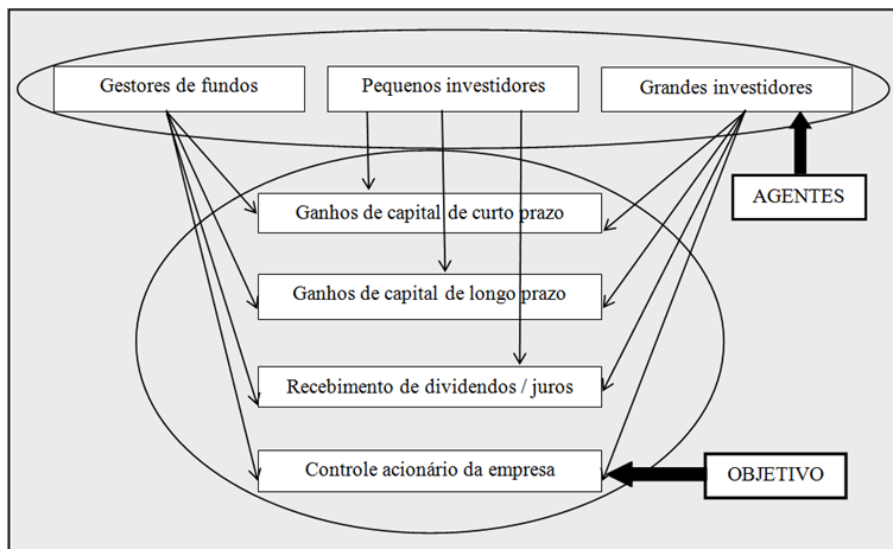 Gestores de fundos
Pequenos investidores
Grandes investidores
AGENTES
Ganhos de capital de curto prazo
Ganhos de capital de longo prazo
Recebimento de dividendos / juros
Controle acionário da empresa
OBJETIVO